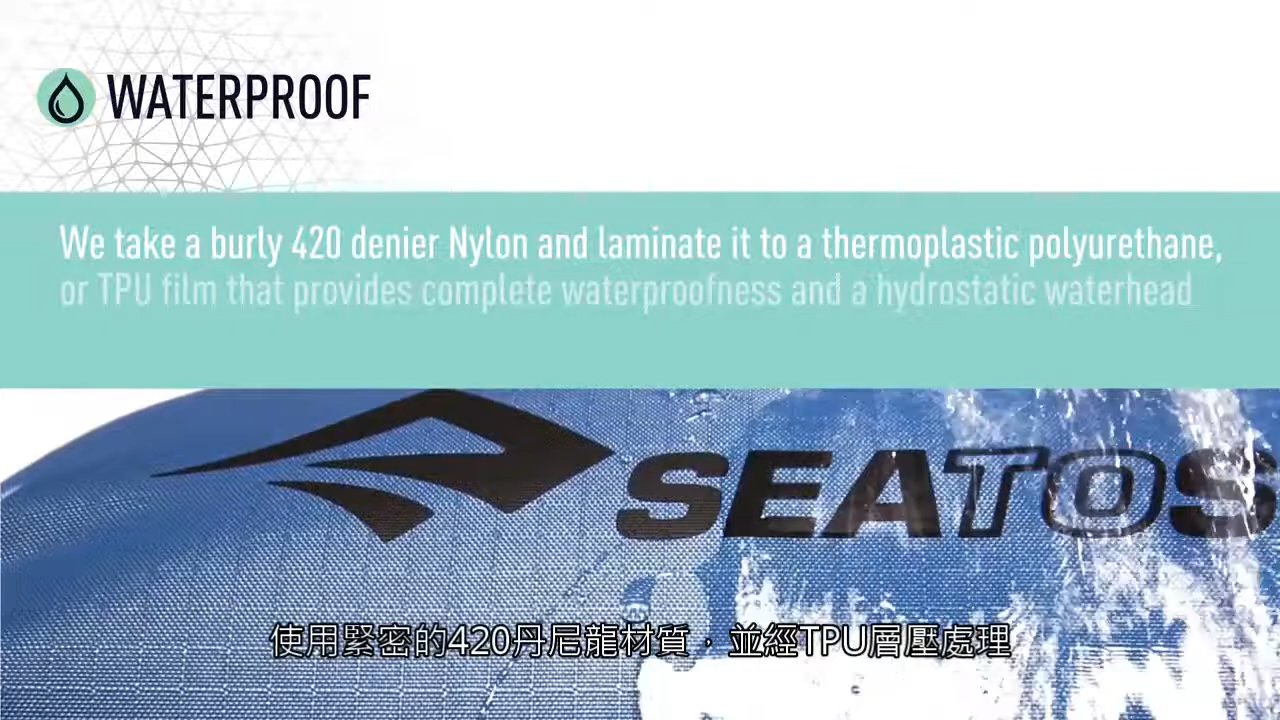 WATERPROOF
We take a burly 420 denier Nylon and laminate it to a thermoplastic polyurethane,
or TPU film that provides complete waterproofness and a hydrostatic waterhead
SEATOS
使用緊密的420丹尼龍材質，並經TPU層壓處理